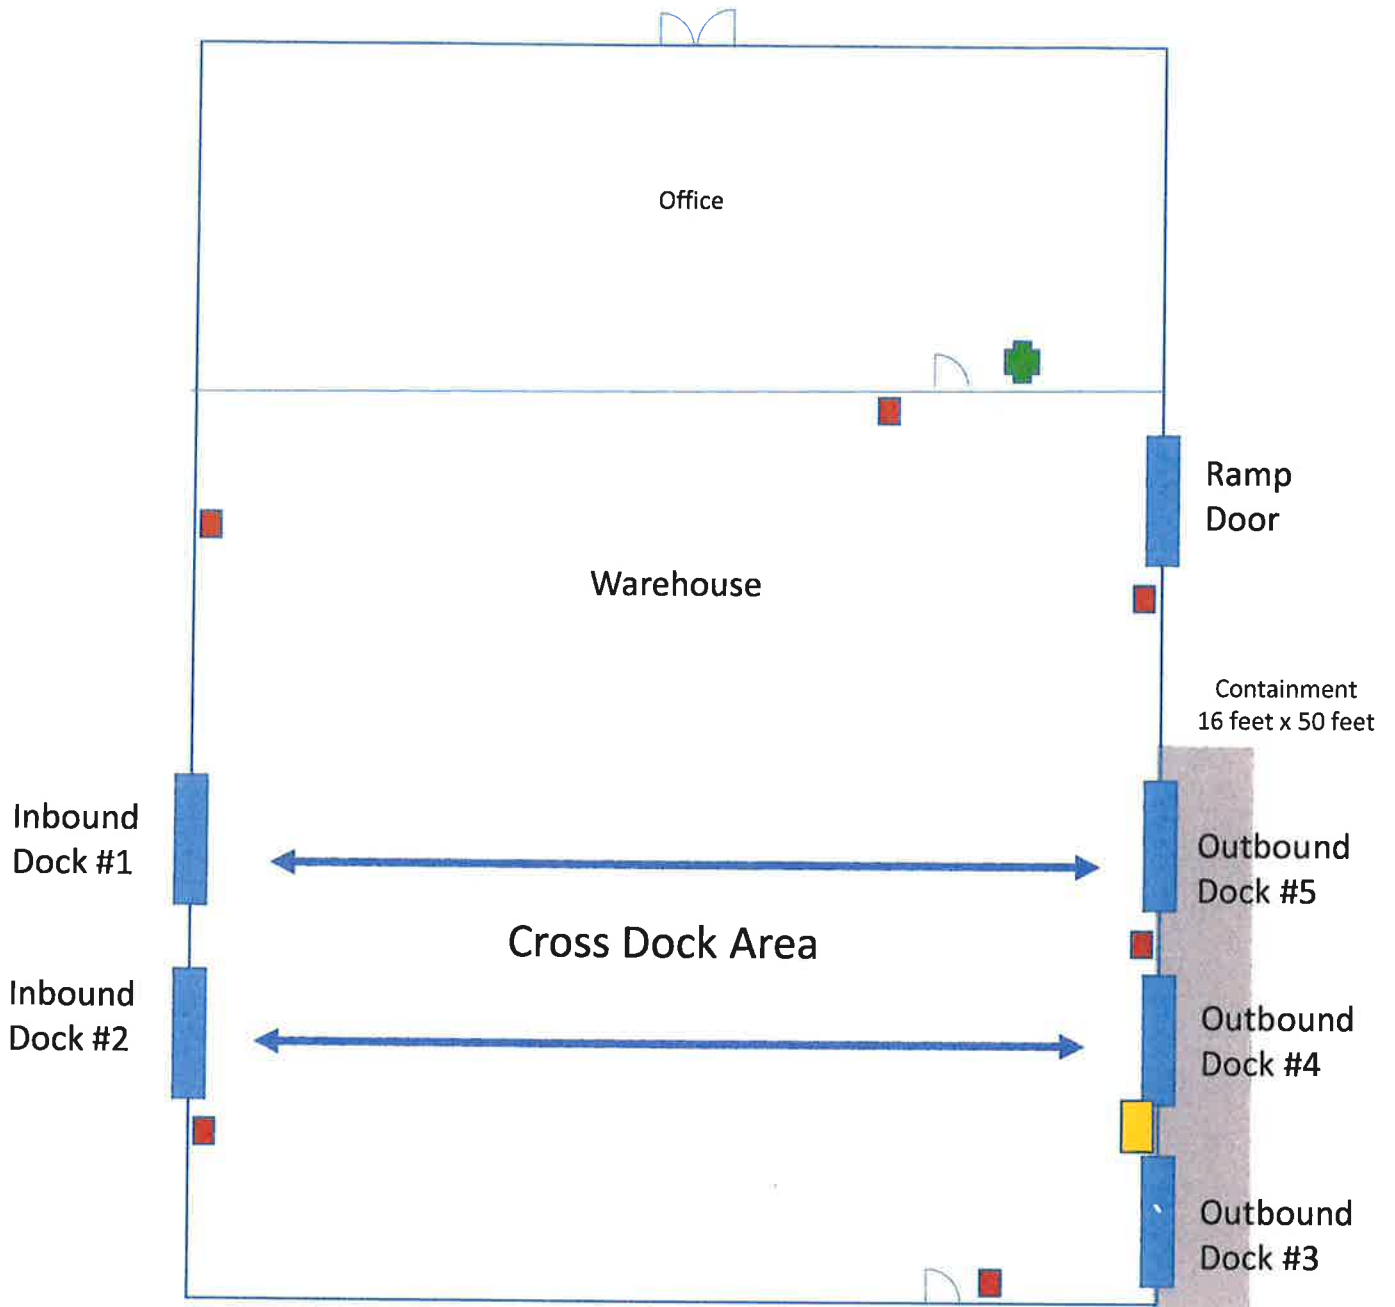 Office
Ramp
Door
Warehouse
Containment
16 feet x 50 feet
Inbound
Dock #1
Outbound
Dock #5
Cross Dock Area
Inbound
Dock #2
Outbound
Dock #4
Outbound
Dock #3